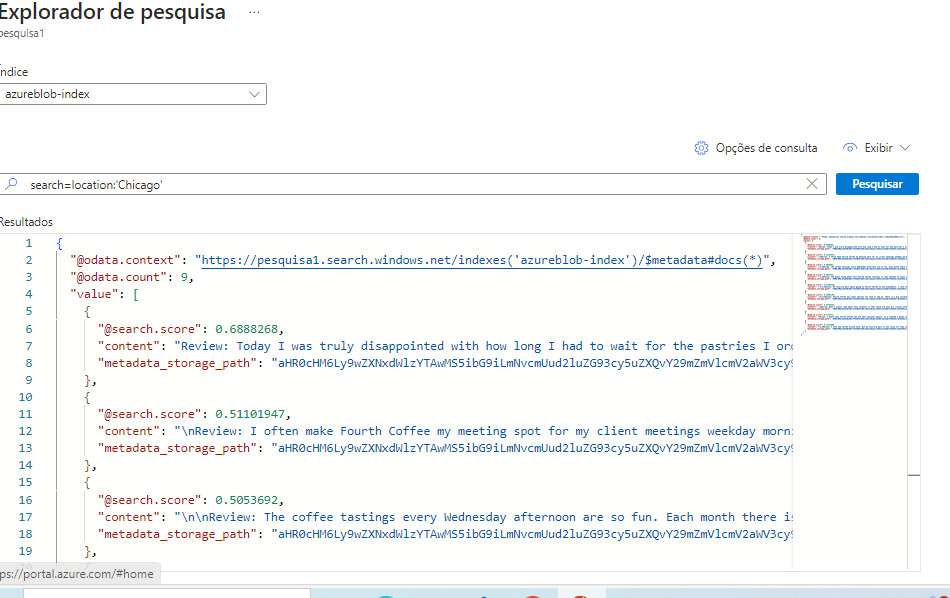 Explorador de pesquisa ...
pesquisa1
Índice
azureblob-index
Opções de consulta Exibir
search=location:'Chicago'
Pesquisar
Resultados
1 {
2 "@odata.context": "https://pesquisa1.search.windows.net/indexes('azureblob-index')/$metadata#docs(*)",
3 "@odata.count": 9,
4 "value": [
5 {
6 "@search.score": 0.6888268,
7 "content": "Review: Today I was truly disappointed with how long I had to wait for the pastries I or
8 "metadata_storage_path": "aHR0cHM6Ly9wZXNxdWlzYTAwMS5ibG9iLmNvcmUud2luZG93cy5uZXQvY29mZmVlcmV2aWV3cy9
9 },
10 {
11 "@search.score": 0.51101947,
12 "content": "\nReview: I often make Fourth Coffee my meeting spot for my client meetings weekday morn
13 "metadata_storage_path": "aHR0cHM6Ly9wZXNxdWlzYTAwMS5ibG9iLmNvcmUud2luZG93cy5uZXQvY29mZmVlcmV2aWV3cy9
14 },
15 {
16 "@search.score": 0.5053692,
17 "content": "\n\nReview: The coffee tastings every Wednesday afternoon are so fun. Each month there is
18 "metadata_storage_path": "aHR0cHM6Ly9wZXNxdWlzYTAwMS5ibG9iLmNvcmUud2luZG93cy5uZXQvY29mZmVlcmV2aWV3cy9
19 },
ps://portal.azure.com/#home